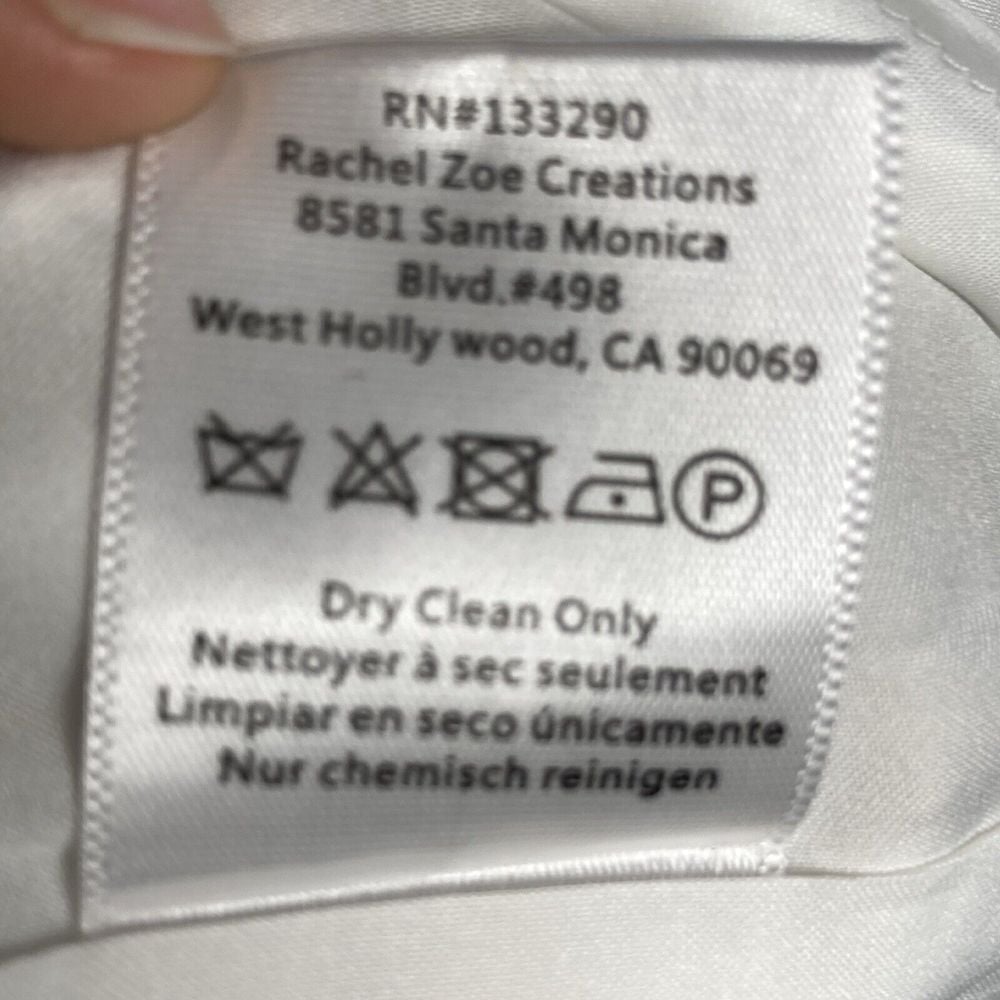 RN#133290
Rachel Zoe Creations
8581 Santa Monica
Blvd.#498
West Holly wood, CA 90069
P
Dry Clean Only
Nettoyer à sec seulement
Limpiar en seco únicamente
Nur chemisch reinigen